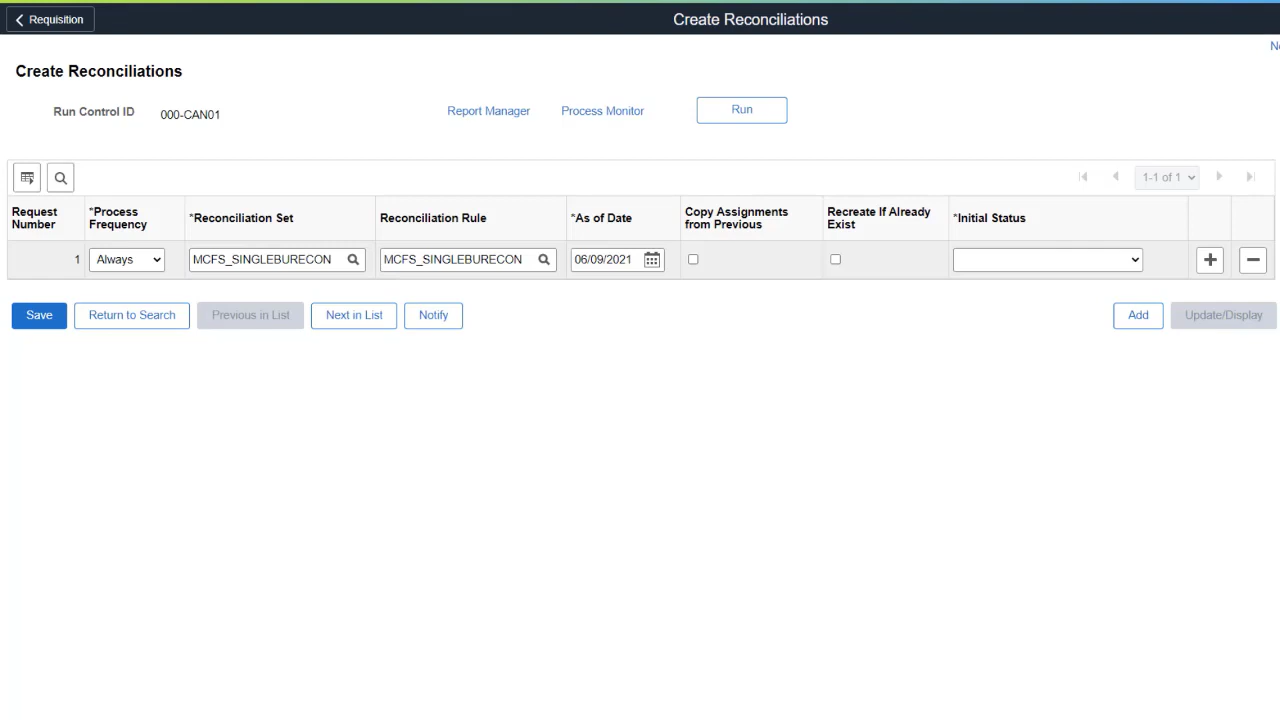 Requisition
Create Reconciliations
Create Reconciliations
Run Control ID 000-CAN01 Report Manager Process Monitor Run
1-1 of 1
Request Number *Process Frequency *Reconciliation Set Reconciliation Rule *As of Date Copy Assignments from Previous Recreate If Already Exist *Initial Status
1 Always MCFS_SINGLEBURECON MCFS_SINGLEBURECON 06/09/2021
Save Return to Search Previous in List Next in List Notify Add Update/Display